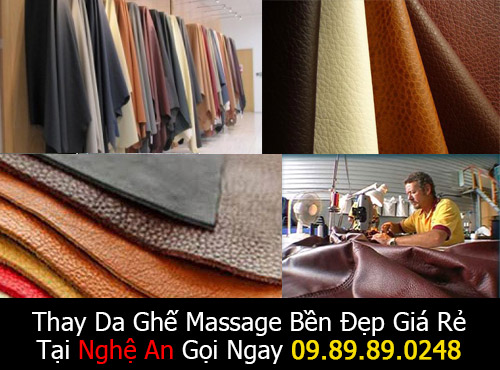 Thay Da Ghế Massage Bền Đẹp Giá Rẻ
Tại Nghệ An Gọi Ngay 09.89.89.0248